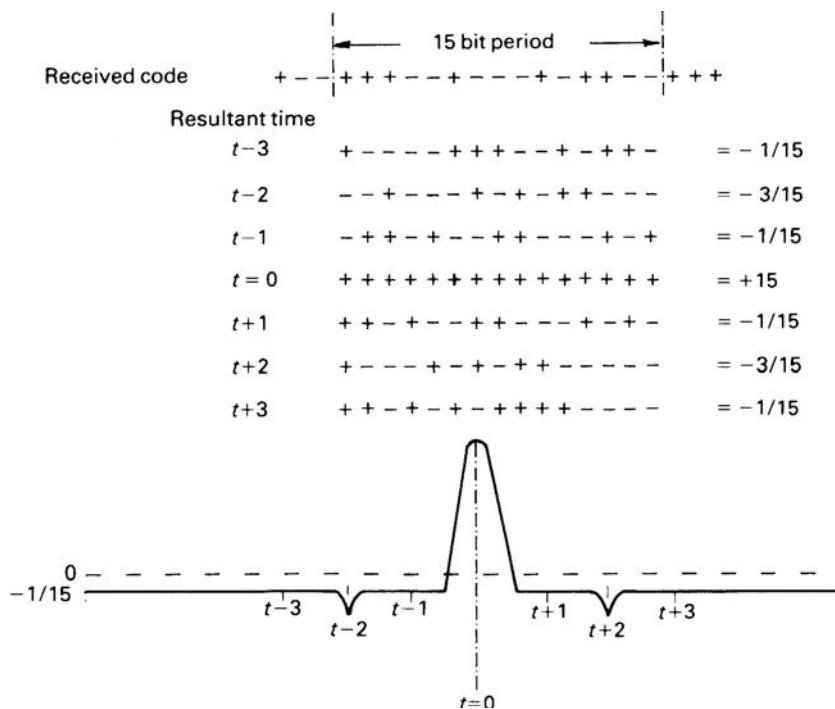 15 bit period
Received code + − − + + + − − + − − − + − + + − − + + +
Resultant time
t−3 + − − − − + + + − − + − + + − = − 1/15
t−2 − − + − − − + − + − + + − − − = − 3/15
t−1 − + + − + − − + + − − − + − + = −1/15
t = 0 + + + + + + + + + + + + + + + = +15
t+1 + + − + − − + + − − − + − + − = −1/15
t+2 + − − − + − + − + + − − − − − = −3/15
t+3 + + − + − + − + + + + − − − − = −1/15
0
−1/15
t−3
t−2
t−1
t+1
t+2
t+3
t=0